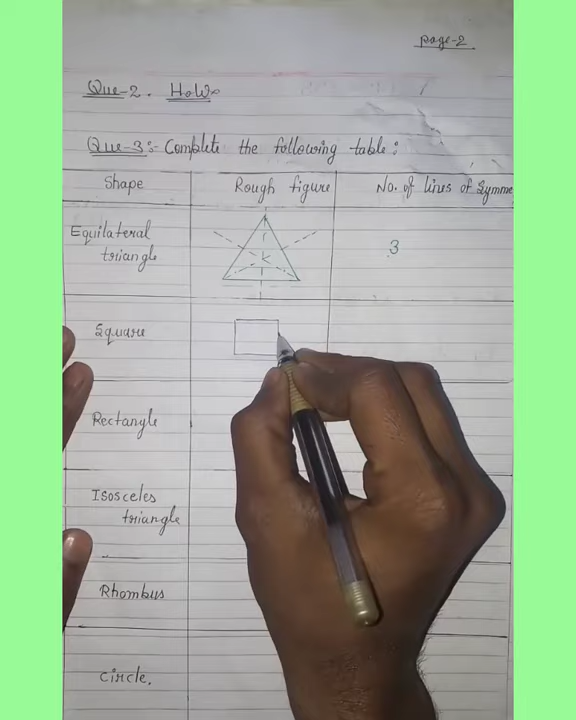 page-2
Que-2. H.W.
Que-3:- Complete the following table:
Shape Rough figure No. of lines of Symme
Equilateral
triangle
3
Square
Rectangle
Isosceles
triangle
Rhombus
Circle.